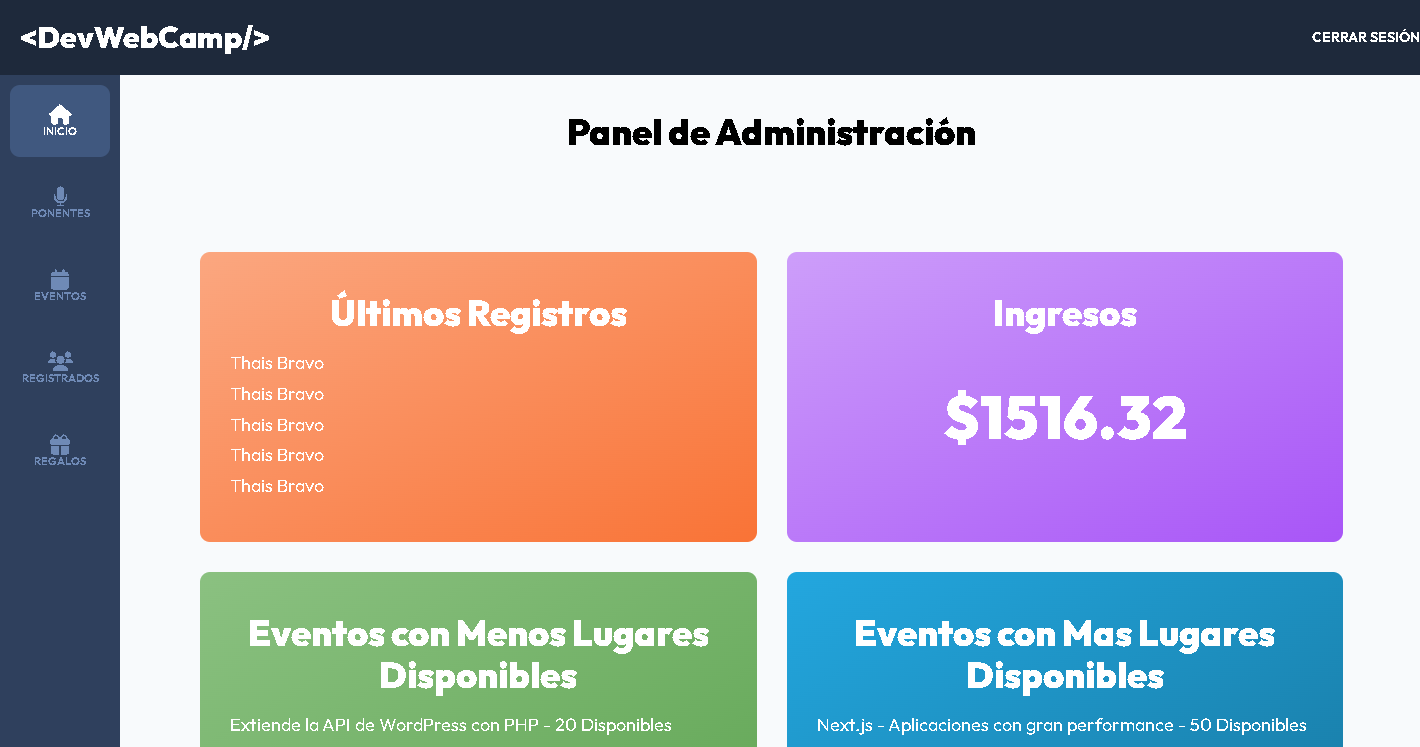 <DevWebCamp/>
CERRAR SESIÓN
INICIO
PONENTES
EVENTOS
REGISTRADOS
REGALOS
Panel de Administración
Últimos Registros
Thais Bravo
Thais Bravo
Thais Bravo
Thais Bravo
Thais Bravo
Ingresos
$1516.32
Eventos con Menos Lugares
Disponibles
Extiende la API de WordPress con PHP - 20 Disponibles
Eventos con Mas Lugares
Disponibles
Next.js - Aplicaciones con gran performance - 50 Disponibles